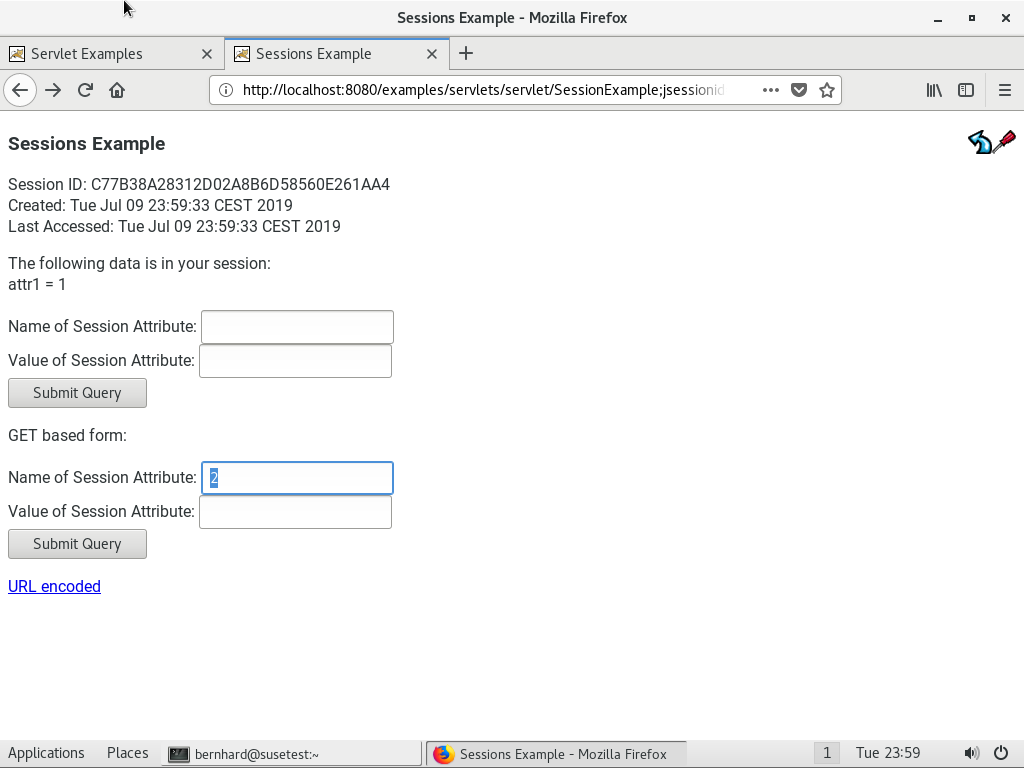 Sessions Example - Mozilla Firefox
Servlet Examples
Sessions Example
http://localhost:8080/examples/servlets/servlet/SessionExample;jsessionid
Sessions Example
Session ID: C77B38A28312D02A8B6D58560E261AA4
Created: Tue Jul 09 23:59:33 CEST 2019
Last Accessed: Tue Jul 09 23:59:33 CEST 2019
The following data is in your session:
attr1 = 1
Name of Session Attribute:
Value of Session Attribute:
Submit Query
GET based form:
Name of Session Attribute: 2
Value of Session Attribute:
Submit Query
URL encoded
Applications Places bernhard@susetest:~ Sessions Example - Mozilla Firefox 1 Tue 23:59